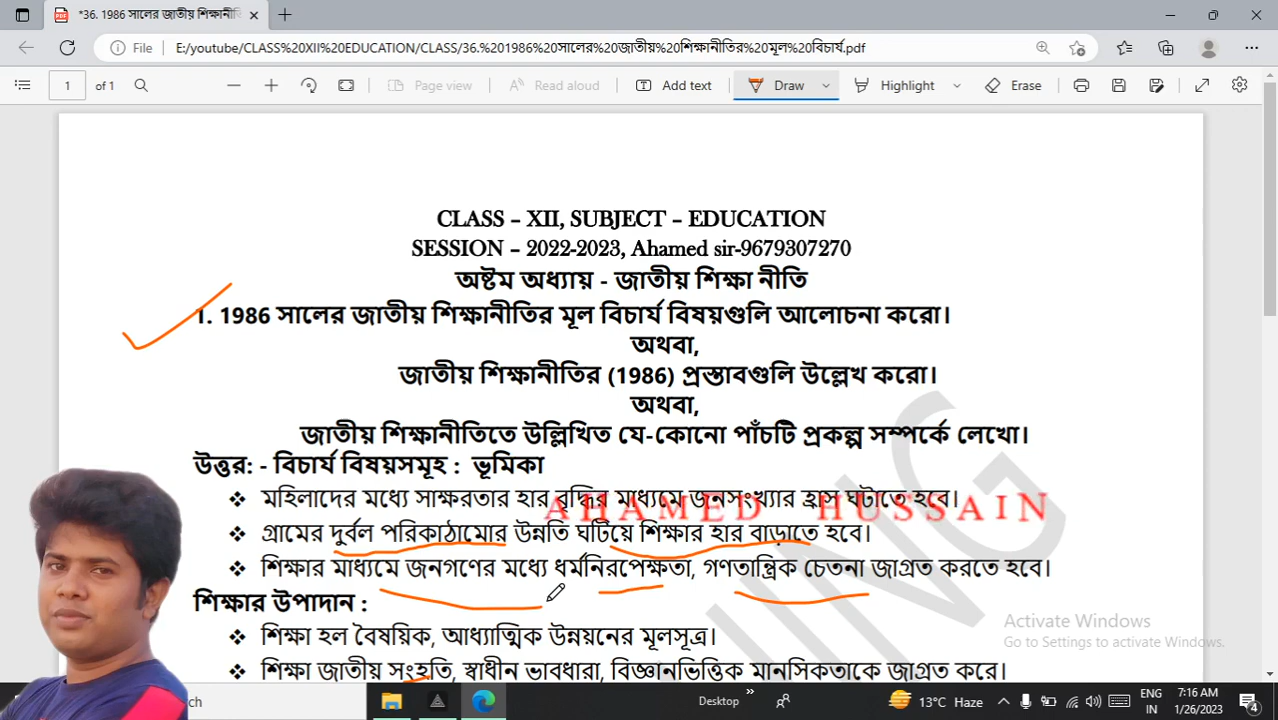 *36. 1986 সালের জাতীয় শিক্ষানীতি
File E:/youtube/CLASS%20XII%20EDUCATION/CLASS/36.%201986%20সালের%20জাতীয়%20শিক্ষানীতির%20মূল%20বিচার্য.pdf
1 of 1 Page view Read aloud Add text Draw Highlight Erase
CLASS – XII, SUBJECT – EDUCATION
SESSION – 2022-2023, Ahamed sir-9679307270
অষ্টম অধ্যায় - জাতীয় শিক্ষা নীতি
1. 1986 সালের জাতীয় শিক্ষানীতির মূল বিচার্য বিষয়গুলি আলোচনা করো।
অথবা,
জাতীয় শিক্ষানীতির (1986) প্রস্তাবগুলি উল্লেখ করো।
অথবা,
জাতীয় শিক্ষানীতিতে উল্লিখিত যে-কোনো পাঁচটি প্রকল্প সম্পর্কে লেখো।
উত্তর: - বিচার্য বিষয়সমূহ : ভূমিকা
❖ মহিলাদের মধ্যে সাক্ষরতার হার বৃদ্ধির মাধ্যমে জনসংখ্যার হ্রাস ঘটাতে হবে।
AHAMED HUSSAIN
❖ গ্রামের দুর্বল পরিকাঠামোর উন্নতি ঘটিয়ে শিক্ষার হার বাড়াতে হবে।
❖ শিক্ষার মাধ্যমে জনগণের মধ্যে ধর্মনিরপেক্ষতা, গণতান্ত্রিক চেতনা জাগ্রত করতে হবে।
শিক্ষার উপাদান :
❖ শিক্ষা হল বৈষয়িক, আধ্যাত্মিক উন্নয়নের মূলসূত্র।
❖ শিক্ষা জাতীয় সংহতি, স্বাধীন ভাবধারা, বিজ্ঞানভিত্তিক মানসিকতাকে জাগ্রত করে।
ING
Activate Windows
Go to Settings to activate Windows.
rch
Desktop
13°C Haze
ENG
IN
7:16 AM
1/26/2023
4